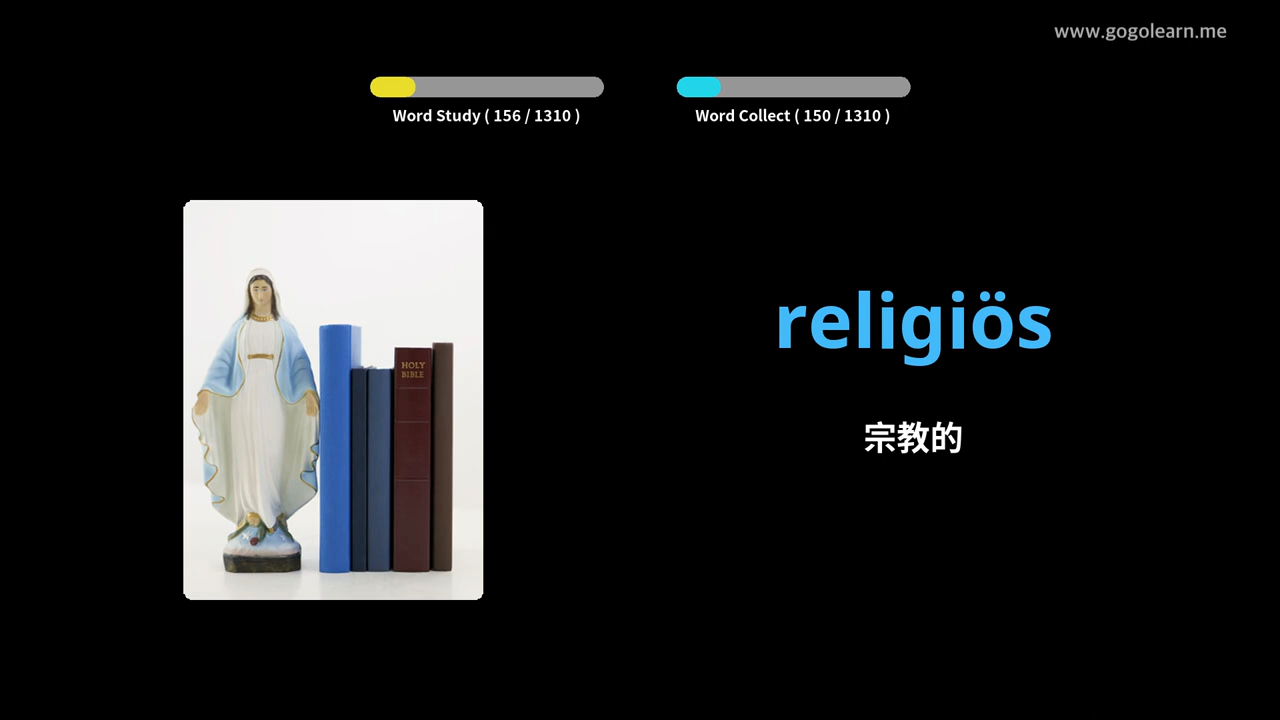 www.gogolearn.me
Word Study ( 156 / 1310 )
Word Collect ( 150 / 1310 )
HOLY
BIBLE
religiös
宗教的